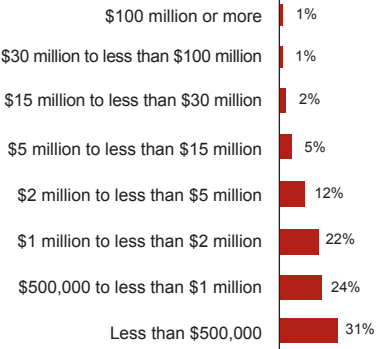 $100 million or more 1%
$30 million to less than $100 million 1%
$15 million to less than $30 million 2%
$5 million to less than $15 million 5%
$2 million to less than $5 million 12%
$1 million to less than $2 million 22%
$500,000 to less than $1 million 24%
Less than $500,000 31%